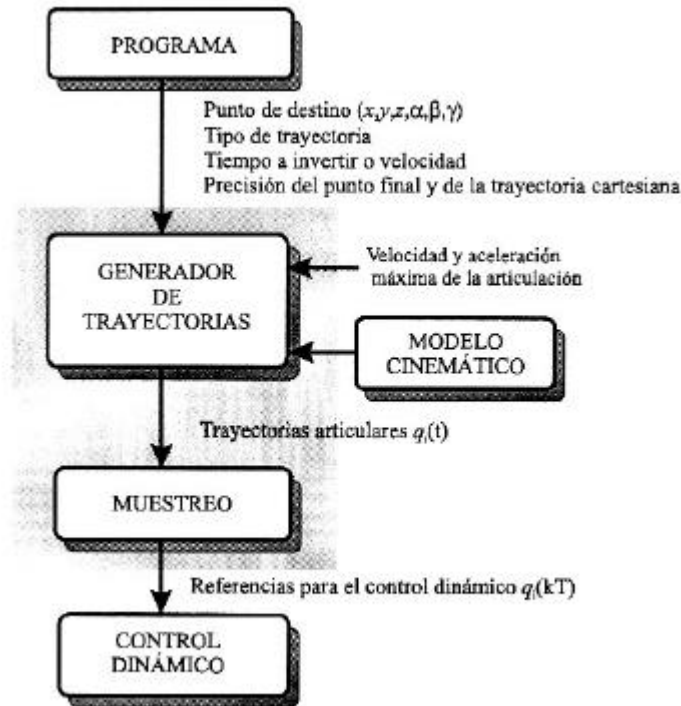 PROGRAMA
Punto de destino (x,y,z,α,β,γ)
Tipo de trayectoria
Tiempo a invertir o velocidad
Precisión del punto final y de la trayectoria cartesiana
GENERADOR
DE
TRAYECTORIAS
Velocidad y aceleración
máxima de la articulación
MODELO
CINEMÁTICO
Trayectorias articulares qᵢ(t)
MUESTREO
Referencias para el control dinámico qᵢ(kT)
CONTROL
DINÁMICO